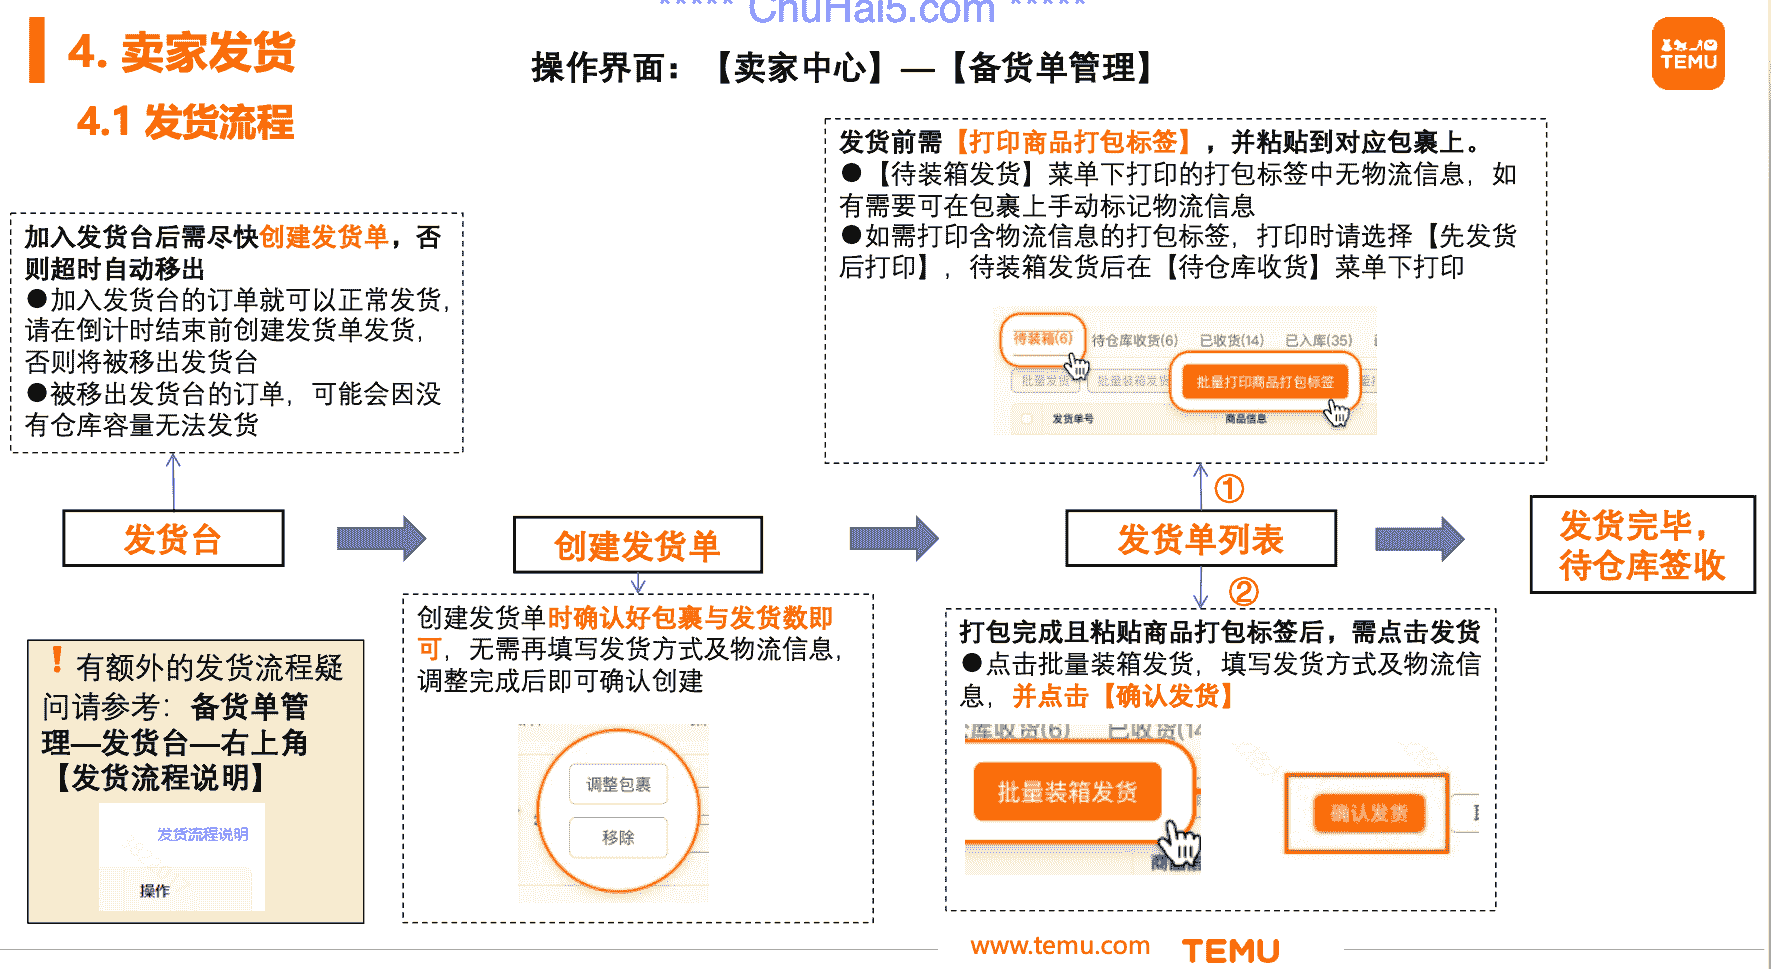 ***** ChuHai5.com *****
4. 卖家发货
操作界面：【卖家中心】—【备货单管理】
TEMU
4.1 发货流程
加入发货台后需尽快创建发货单，否
则超时自动移出
●加入发货台的订单就可以正常发货，
请在倒计时结束前创建发货单发货，
否则将被移出发货台
●被移出发货台的订单，可能会因没
有仓库容量无法发货
发货前需【打印商品打包标签】，并粘贴到对应包裹上。
●【待装箱发货】菜单下打印的打包标签中无物流信息，如
有需要可在包裹上手动标记物流信息
●如需打印含物流信息的打包标签，打印时请选择【先发货
后打印】，待装箱发货后在【待仓库收货】菜单下打印
待装箱(6) 待仓库收货(6) 已收货(14) 已入库(35)
批量发货 批量装箱发货 批量打印商品打包标签
发货单号 商品信息
①
发货台
创建发货单
发货单列表
发货完毕，
待仓库签收
②
创建发货单时确认好包裹与发货数即
可，无需再填写发货方式及物流信息，
调整完成后即可确认创建
调整包裹
移除
打包完成且粘贴商品打包标签后，需点击发货
●点击批量装箱发货，填写发货方式及物流信
息，并点击【确认发货】
仓库收货(6) 已收货(14
批量装箱发货
确认发货
！有额外的发货流程疑
问请参考：备货单管
理—发货台—右上角
【发货流程说明】
发货流程说明
操作
www.temu.com TEMU